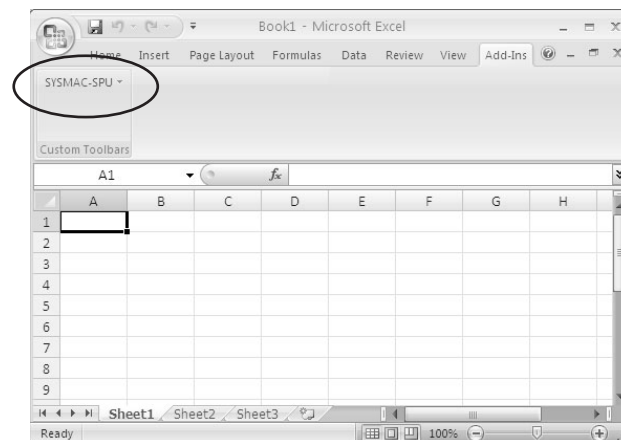 Book1 - Microsoft Excel
Home Insert Page Layout Formulas Data Review View Add-Ins
SYSMAC-SPU
Custom Toolbars
A1 fx
A B C D E F G H
1
2
3
4
5
6
7
8
9
Sheet1 Sheet2 Sheet3
Ready 100%